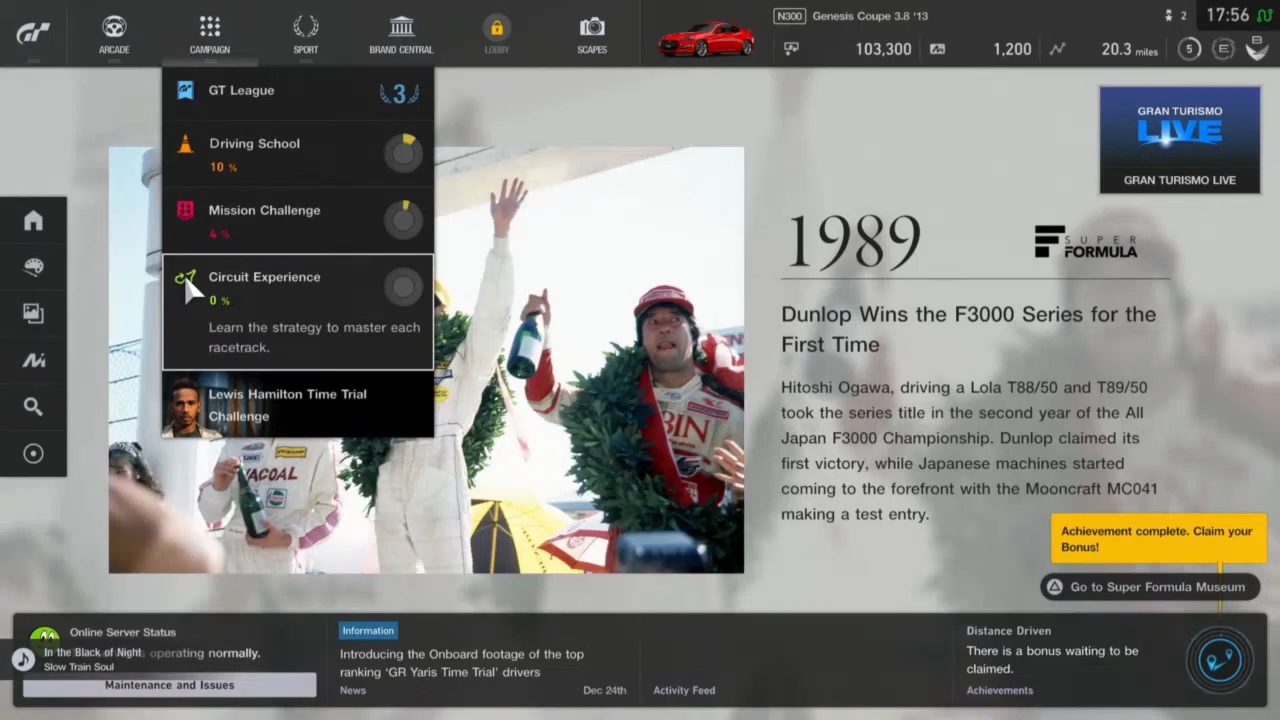 ARCADE
CAMPAIGN
SPORT
BRAND CENTRAL
LOBBY
SCAPES
N300 Genesis Coupe 3.8 '13
2
17:56
103,300
1,200
20.3 miles
5
E
B
GT League
3
Driving School
10 %
Mission Challenge
4 %
Circuit Experience
0 %
Learn the strategy to master each
racetrack.
Lewis Hamilton Time Trial
Challenge
GRAN TURISMO
LIVE
GRAN TURISMO LIVE
1989
SUPER
FORMULA
Dunlop Wins the F3000 Series for the
First Time
Hitoshi Ogawa, driving a Lola T88/50 and T89/50
took the series title in the second year of the All
Japan F3000 Championship. Dunlop claimed its
first victory, while Japanese machines started
coming to the forefront with the Mooncraft MC041
making a test entry.
WACOAL
DUNLOP
Achievement complete. Claim your
Bonus!
Go to Super Formula Museum
Online Server Status
operating normally.
In the Black of Night
Slow Train Soul
Maintenance and Issues
Information
Introducing the Onboard footage of the top
ranking 'GR Yaris Time Trial' drivers
News
Dec 24th
Activity Feed
Distance Driven
There is a bonus waiting to be
claimed.
Achievements